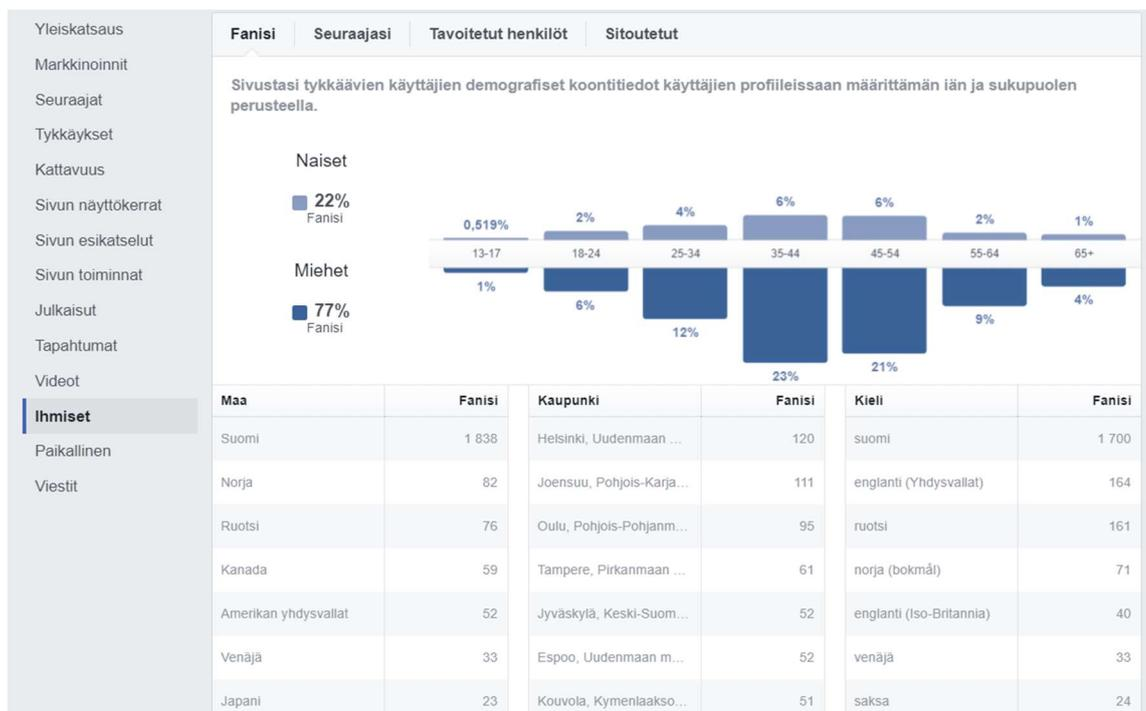 Yleiskatsaus
Markkinoinnit
Seuraajat
Tykkäykset
Kattavuus
Sivun näyttökerrat
Sivun esikatselut
Sivun toiminnat
Julkaisut
Tapahtumat
Videot
Ihmiset
Paikallinen
Viestit
Fanisi Seuraajasi Tavoitetut henkilöt Sitoutetut
Sivustasi tykkäävien käyttäjien demografiset koontitiedot käyttäjien profiileissaan määrittämän iän ja sukupuolen
perusteella.
Naiset
22%
Fanisi
0,519% 2% 4% 6% 6% 2% 1%
13-17 18-24 25-34 35-44 45-54 55-64 65+
Miehet
77%
Fanisi
1% 6% 12% 23% 21% 9% 4%
Maa Fanisi Kaupunki Fanisi Kieli Fanisi
Suomi 1 838 Helsinki, Uudenmaan ... 120 suomi 1 700
Norja 82 Joensuu, Pohjois-Karja... 111 englanti (Yhdysvallat) 164
Ruotsi 76 Oulu, Pohjois-Pohjanm... 95 ruotsi 161
Kanada 59 Tampere, Pirkanmaan ... 61 norja (bokmål) 71
Amerikan yhdysvallat 52 Jyväskylä, Keski-Suom... 52 englanti (Iso-Britannia) 40
Venäjä 33 Espoo, Uudenmaan m... 52 venäjä 33
Japani 23 Kouvola, Kymenlaakso... 51 saksa 24